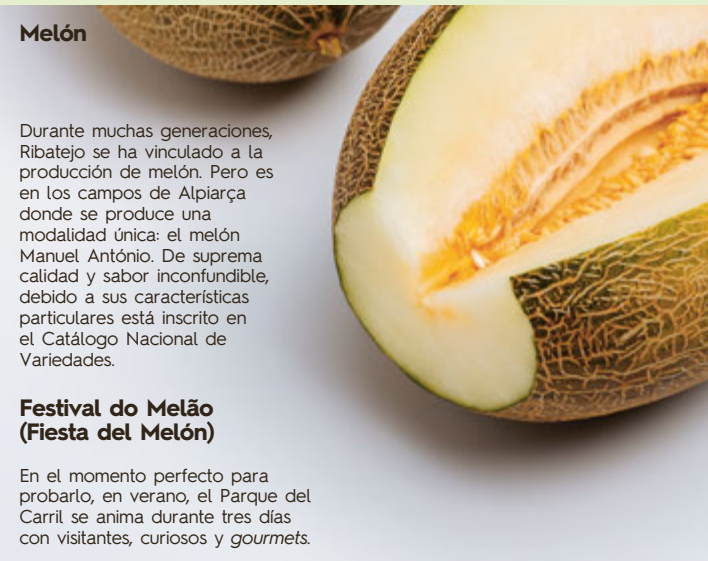 Melón
Durante muchas generaciones,
Ribatejo se ha vinculado a la
producción de melón. Pero es
en los campos de Alpiarça
donde se produce una
modalidad única: el melón
Manuel António. De suprema
calidad y sabor inconfundible,
debido a sus características
particulares está inscrito en
el Catálogo Nacional de
Variedades.
Festival do Melão
(Fiesta del Melón)
En el momento perfecto para
probarlo, en verano, el Parque del
Carril se anima durante tres días
con visitantes, curiosos y gourmets.